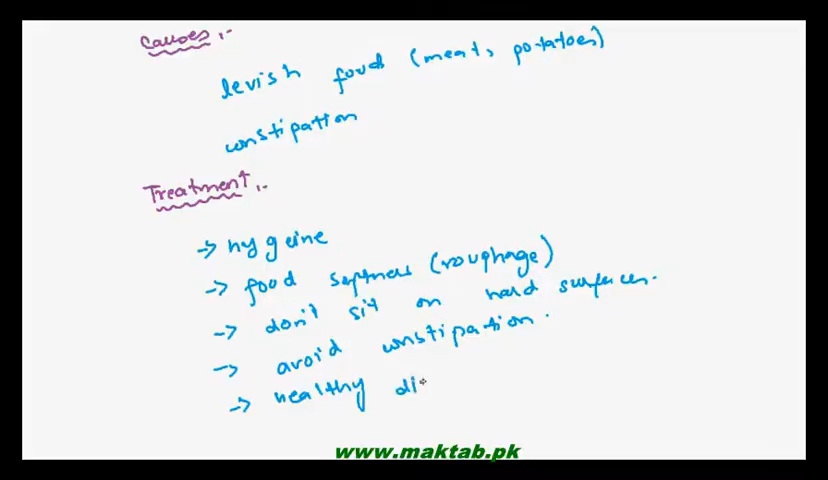 Causes:-
levish food (meat, potatoes)
constipation
Treatment:-
-> hygeine
-> food softness (rouphage)
-> don't sit on hard surfaces.
-> avoid constipation.
-> healthy di
www.maktab.pk